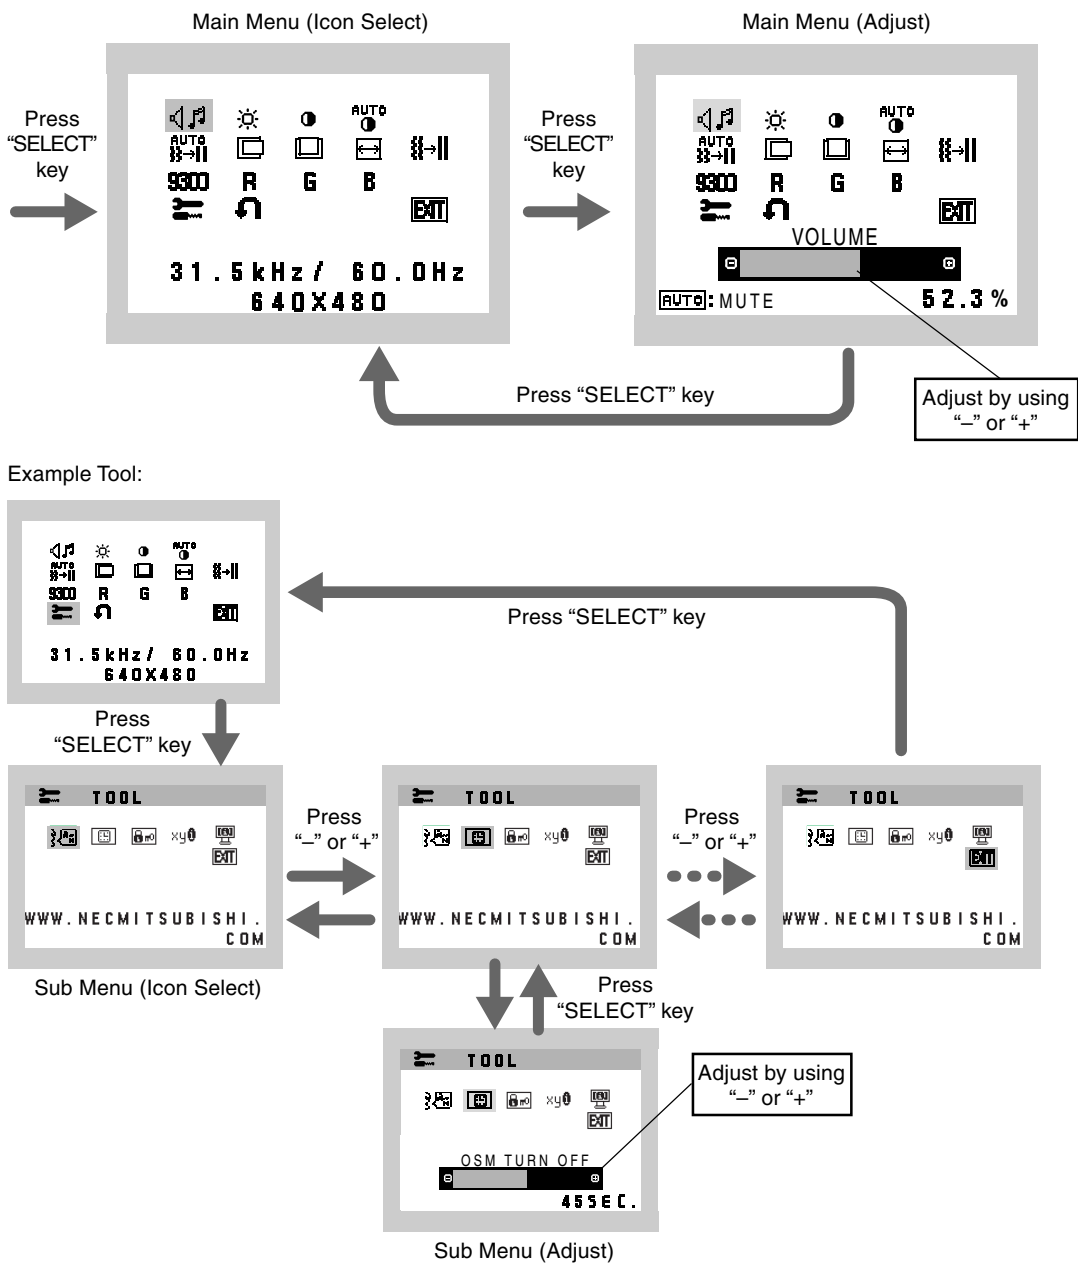 Main Menu (Icon Select)
Main Menu (Adjust)
Press
“SELECT”
key
AUTO
AUTO
9300 R G B
EXIT
31.5kHz/ 60.0Hz
640X480
Press
“SELECT”
key
AUTO
AUTO
9300 R G B
EXIT
VOLUME
AUTO:MUTE 52.3%
Press “SELECT” key
Adjust by using
“–” or “+”
Example Tool:
AUTO
AUTO
9300 R G B
EXIT
31.5kHz/ 60.0Hz
640X480
Press “SELECT” key
Press
“SELECT” key
TOOL
xy
EXIT
WWW.NECMITSUBISHI.
COM
Sub Menu (Icon Select)
Press
“–” or “+”
TOOL
xy
EXIT
WWW.NECMITSUBISHI.
COM
Press
“–” or “+”
TOOL
xy
EXIT
WWW.NECMITSUBISHI.
COM
Press
“SELECT” key
TOOL
xy
EXIT
OSM TURN OFF
45SEC.
Adjust by using
“–” or “+”
Sub Menu (Adjust)